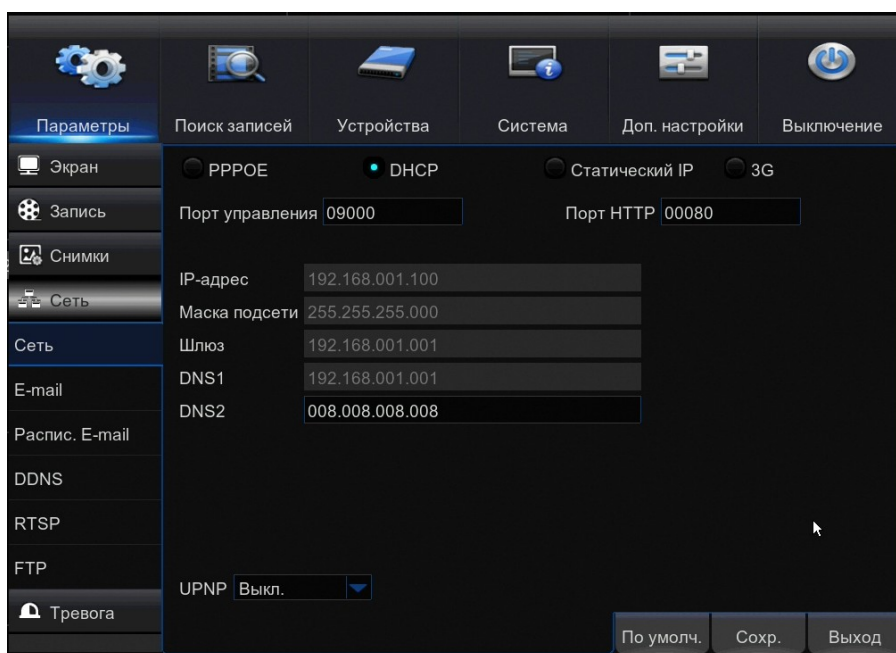 Параметры Поиск записей Устройства Система Доп. настройки Выключение
Экран
Запись
Снимки
Сеть
Сеть
E-mail
Распис. E-mail
DDNS
RTSP
FTP
Тревога
PPPOE DHCP Статический IP 3G
Порт управления 09000 Порт HTTP 00080
IP-адрес 192.168.001.100
Маска подсети 255.255.255.000
Шлюз 192.168.001.001
DNS1 192.168.001.001
DNS2 008.008.008.008
UPNP Выкл.
По умолч. Сохр. Выход